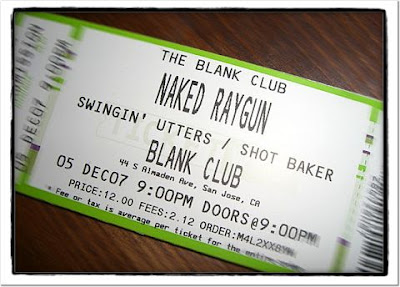 THE BLANK CLUB
NAKED RAYGUN
SWINGIN' UTTERS / SHOT BAKER
BLANK CLUB
44 S Almaden Ave, San Jose, CA
05 DEC07 9:00PM DOORS@9:00PM
PRICE:12.00 FEES:2.12 ORDER:M4L2XX8
* Fee or tax is average
per ticket for the entire